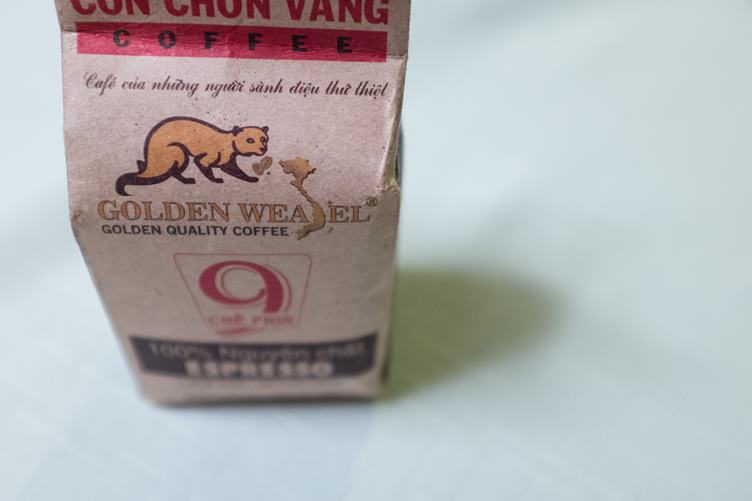 CON CHỒN VÀNG
COFFEE
Café của những người sành điệu thứ thiệt
GOLDEN WEASEL®
GOLDEN QUALITY COFFEE
9
CHẾ PHIN
100% Nguyên chất
ESPRESSO